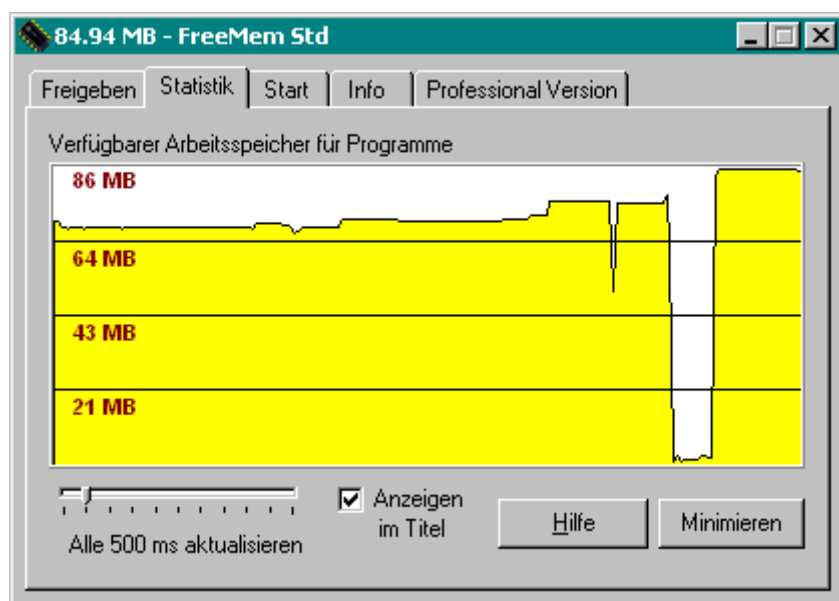 84.94 MB - FreeMem Std
Freigeben Statistik Start Info Professional Version
Verfügbarer Arbeitsspeicher für Programme
86 MB
64 MB
43 MB
21 MB
Alle 500 ms aktualisieren
Anzeigen
im Titel
Hilfe
Minimieren